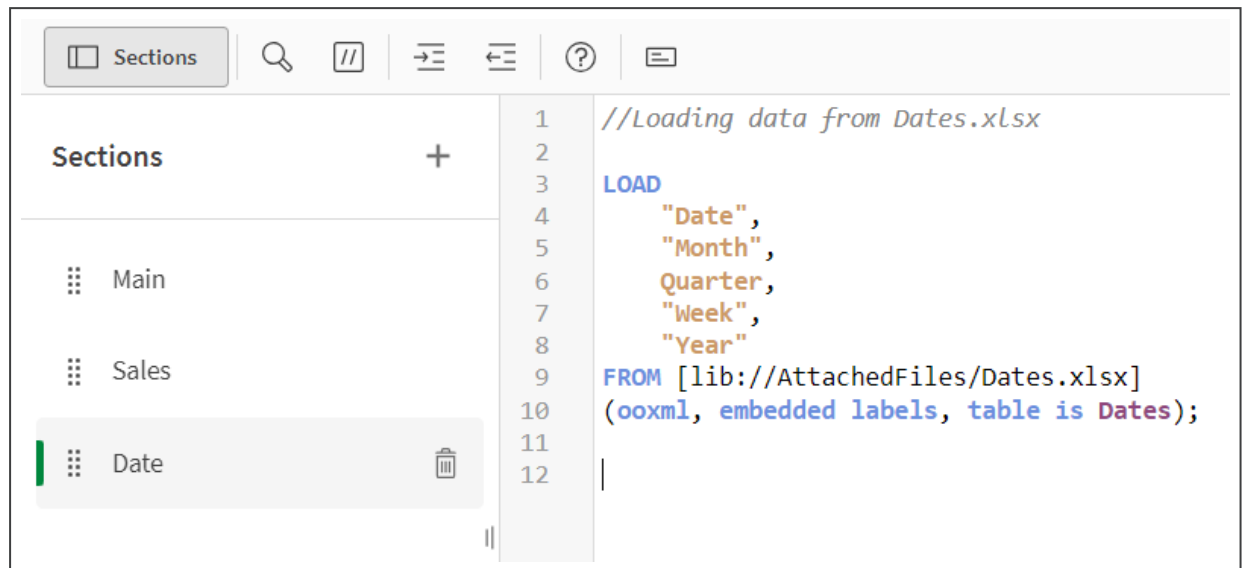 Sections
Sections
Main
Sales
Date
1 //Loading data from Dates.xlsx
2
3 LOAD
4 "Date",
5 "Month",
6 Quarter,
7 "Week",
8 "Year"
9 FROM [lib://AttachedFiles/Dates.xlsx]
10 (ooxml, embedded labels, table is Dates);
11
12